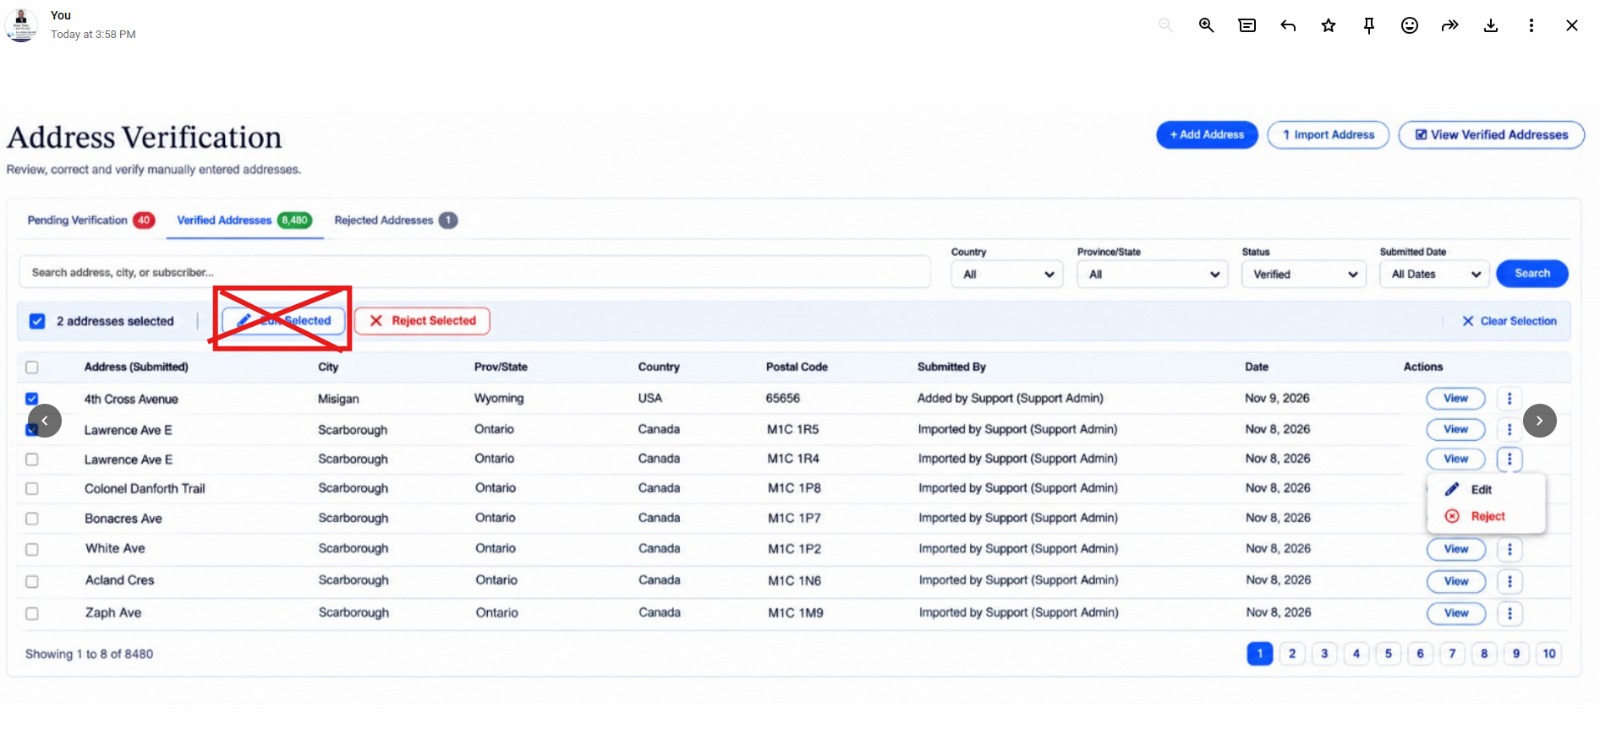 You
Today at 3:58 PM
Address Verification
Review, correct and verify manually entered addresses.
+ Add Address
Import Address
View Verified Addresses
Pending Verification 40
Verified Addresses 8,480
Rejected Addresses 1
Search address, city, or subscriber...
Country
All
Province/State
All
Status
Verified
Submitted Date
All Dates
Search
2 addresses selected
Selected
Reject Selected
Clear Selection
Address (Submitted) City Prov/State Country Postal Code Submitted By Date Actions
4th Cross Avenue Misigan Wyoming USA 65656 Added by Support (Support Admin) Nov 9, 2026 View
Lawrence Ave E Scarborough Ontario Canada M1C 1R5 Imported by Support (Support Admin) Nov 8, 2026 View
Lawrence Ave E Scarborough Ontario Canada M1C 1R4 Imported by Support (Support Admin) Nov 8, 2026 View
Colonel Danforth Trail Scarborough Ontario Canada M1C 1P8 Imported by Support (Support Admin) Nov 8, 2026
Edit
Bonacres Ave Scarborough Ontario Canada M1C 1P7 Imported by Support (Support Admin) Nov 8, 2026
Reject
White Ave Scarborough Ontario Canada M1C 1P2 Imported by Support (Support Admin) Nov 8, 2026 View
Acland Cres Scarborough Ontario Canada M1C 1N6 Imported by Support (Support Admin) Nov 8, 2026 View
Zaph Ave Scarborough Ontario Canada M1C 1M9 Imported by Support (Support Admin) Nov 8, 2026 View
Showing 1 to 8 of 8480
1 2 3 4 5 6 7 8 9 10